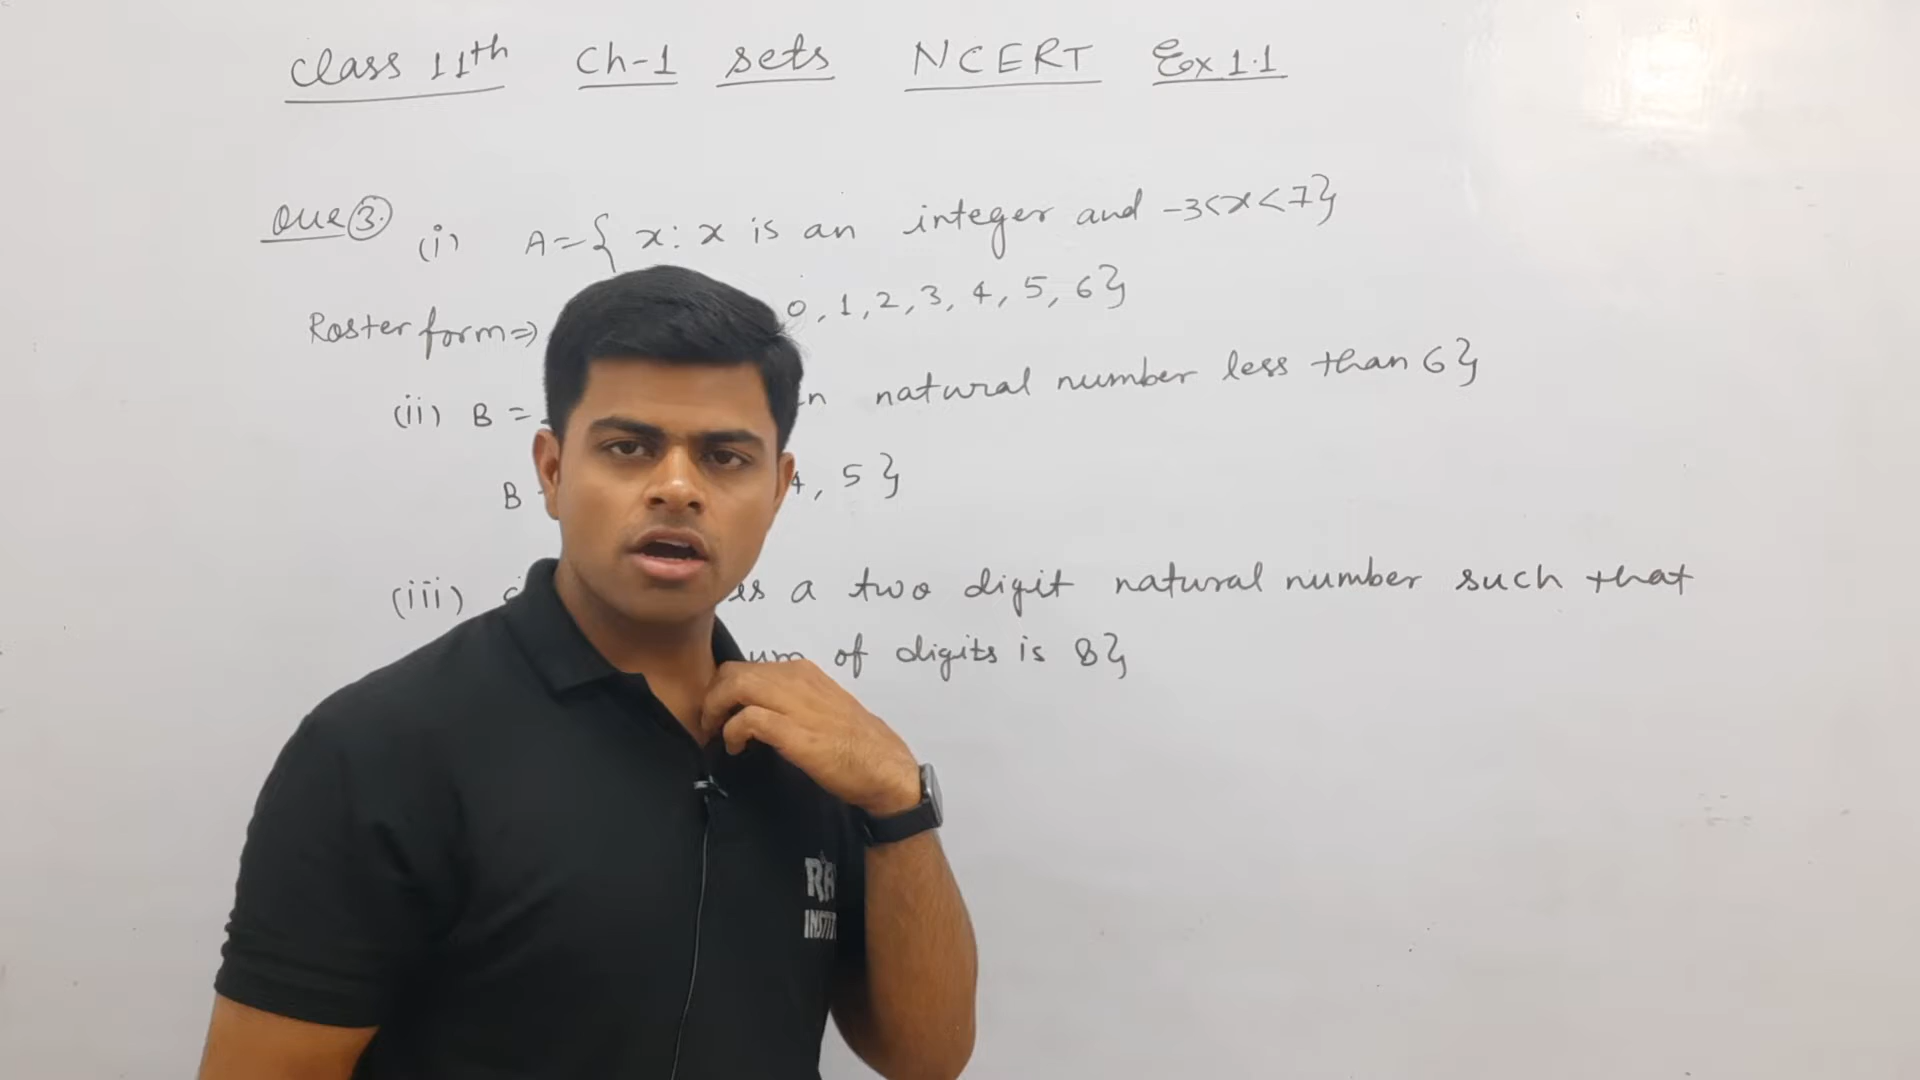 class 11th Ch-1 sets NCERT Ex 1.1
Que 3. (i) A={ x: x is an integer and -3<x<7}
Roster form⇒ 0, 1, 2, 3, 4, 5, 6}
(ii) B = natural number less than 6}
B 4, 5 }
(iii) a two digit natural number such that
of digits is 8}